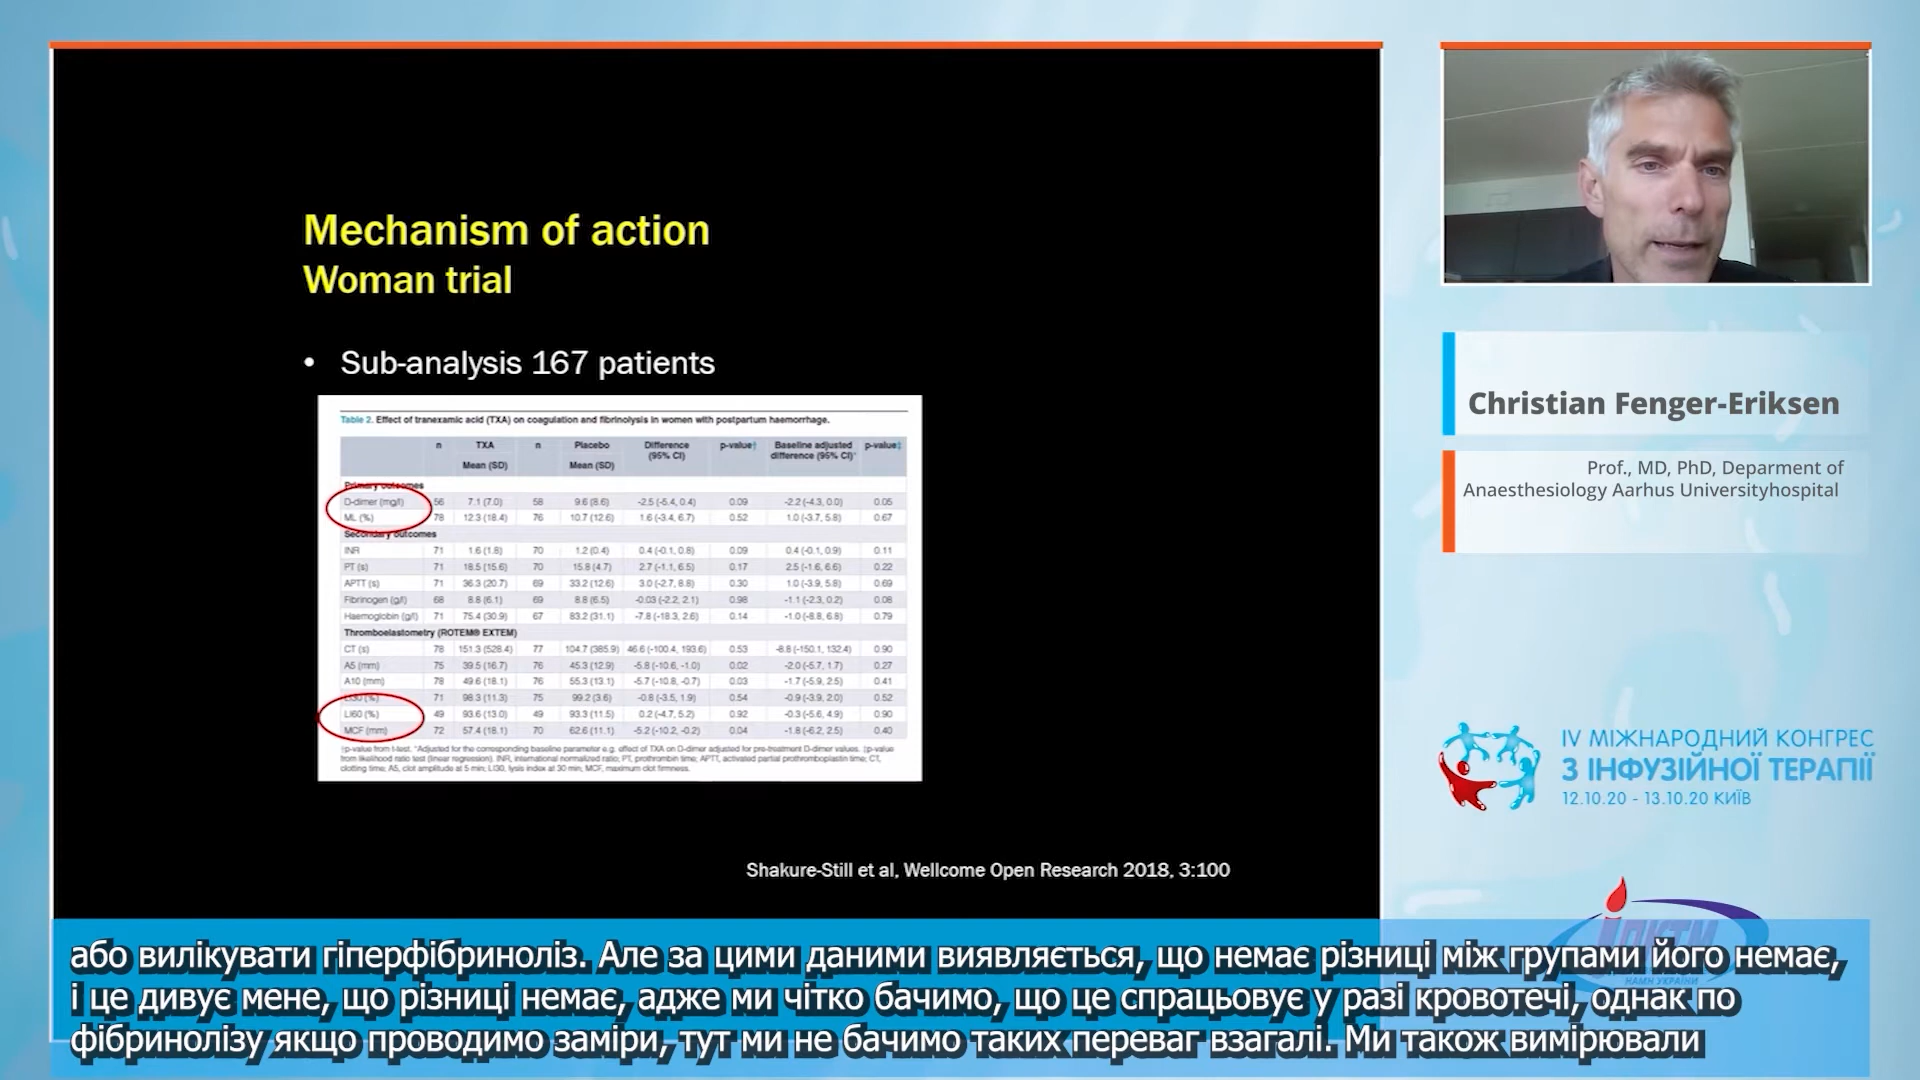 Mechanism of action
Woman trial
• Sub-analysis 167 patients
Table 2. Effect of tranexamic acid (TXA) on coagulation and fibrinolysis in women with postpartum haemorrhage.
n TXA Mean (SD) n Placebo Mean (SD) Difference (95% CI) p-value† Baseline adjusted difference (95% CI)* p-value‡
Primary outcomes
D-dimer (mg/l) 56 7.1 (7.0) 58 9.6 (8.6) -2.5 (-5.4, 0.4) 0.09 -2.2 (-4.3, 0.0) 0.05
ML (%) 78 12.3 (18.4) 76 10.7 (12.6) 1.6 (-3.4, 6.7) 0.52 1.0 (-3.7, 5.8) 0.67
Secondary outcomes
INR 71 1.6 (1.8) 70 1.2 (0.4) 0.4 (-0.1, 0.8) 0.09 0.4 (-0.1, 0.9) 0.11
PT (s) 71 18.5 (15.6) 70 15.8 (4.7) 2.7 (-1.1, 6.5) 0.17 2.5 (-1.6, 6.6) 0.22
APTT (s) 71 36.3 (20.7) 69 33.2 (12.6) 3.0 (-2.7, 8.8) 0.30 1.0 (-3.9, 5.8) 0.69
Fibrinogen (g/l) 68 8.8 (6.1) 69 8.8 (6.5) -0.03 (-2.2, 2.1) 0.98 -1.1 (-2.3, 0.2) 0.08
Haemoglobin (g/l) 71 75.4 (30.9) 67 83.2 (31.1) -7.8 (-18.3, 2.6) 0.14 -1.0 (-8.8, 6.8) 0.79
Thromboelastometry (ROTEM® EXTEM)
CT (s) 78 151.3 (528.4) 77 104.7 (385.9) 46.6 (-100.4, 193.6) 0.53 -8.8 (-150.1, 132.4) 0.90
A5 (mm) 75 39.5 (16.7) 76 45.3 (12.9) -5.8 (-10.6, -1.0) 0.02 -2.0 (-5.7, 1.7) 0.27
A10 (mm) 78 49.6 (18.1) 76 55.3 (13.1) -5.7 (-10.8, -0.7) 0.03 -1.7 (-5.9, 2.5) 0.41
LI30 (%) 71 98.3 (11.3) 75 99.2 (3.6) -0.8 (-3.5, 1.9) 0.54 -0.9 (-3.9, 2.0) 0.52
LI60 (%) 49 93.6 (13.0) 49 93.3 (11.5) 0.2 (-4.7, 5.2) 0.92 -0.3 (-5.6, 4.9) 0.90
MCF (mm) 72 57.4 (18.1) 70 62.6 (11.1) -5.2 (-10.2, -0.2) 0.04 -1.8 (-6.2, 2.5) 0.40
†p-value from t-test. *Adjusted for the corresponding baseline parameter e.g. effect of TXA on D-dimer adjusted for pre-treatment D-dimer values. ‡p-value
from likelihood ratio test (linear regression). INR, international normalized ratio; PT, prothrombin time; APTT, activated partial prothromboplastin time; CT,
clotting time; A5, clot amplitude at 5 min; LI30, lysis index at 30 min; MCF, maximum clot firmness.
Shakure-Still et al, Wellcome Open Research 2018, 3:100
Christian Fenger-Eriksen
Prof., MD, PhD, Deparment of
Anaesthesiology Aarhus Universityhospital
IV МІЖНАРОДНИЙ КОНГРЕС
З ІНФУЗІЙНОЇ ТЕРАПІЇ
12.10.20 - 13.10.20 КИЇВ
НАМН УКРАЇНИ
або вилікувати гіперфібриноліз. Але за цими даними виявляється, що немає різниці між групами його немає,
і це дивує мене, що різниці немає, адже ми чітко бачимо, що це спрацьовує у разі кровотечі, однак по
фібринолізу якщо проводимо заміри, тут ми не бачимо таких переваг взагалі. Ми також вимірювали